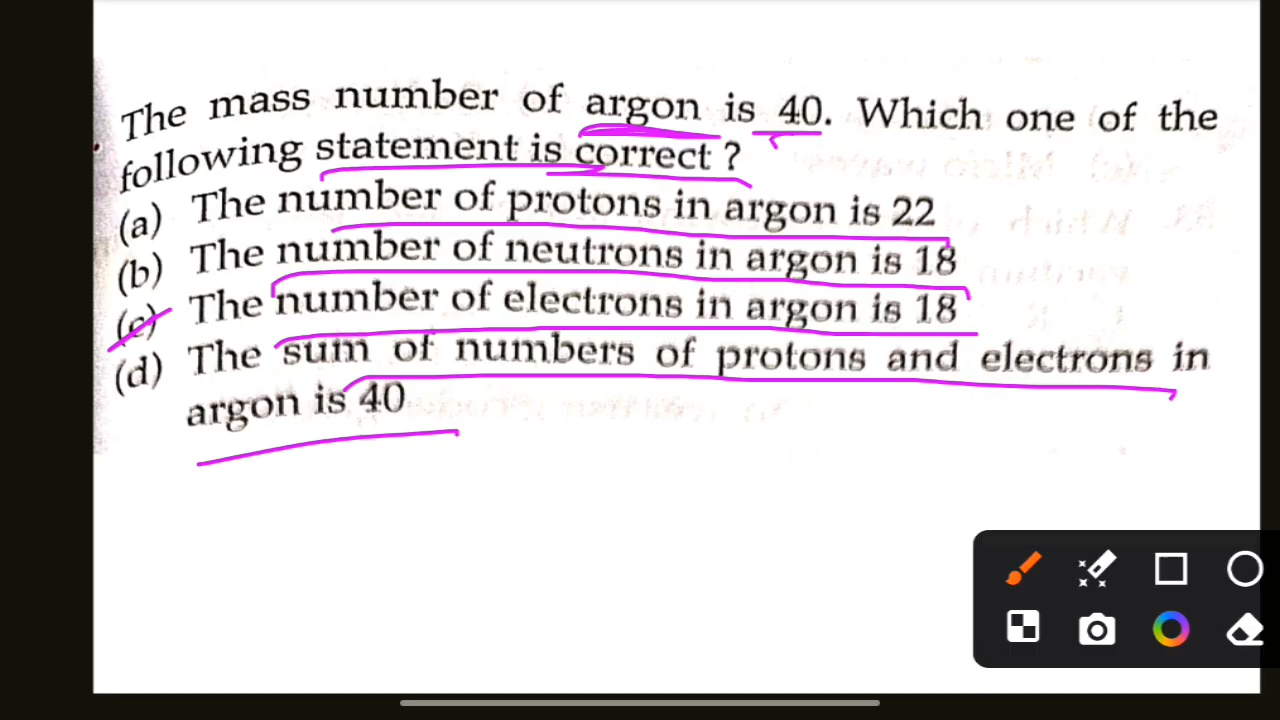 The mass number of argon is 40. Which one of the
following statement is correct ?
(a) The number of protons in argon is 22
(b) The number of neutrons in argon is 18
(c) The number of electrons in argon is 18
(d) The sum of numbers of protons and electrons in
argon is 40